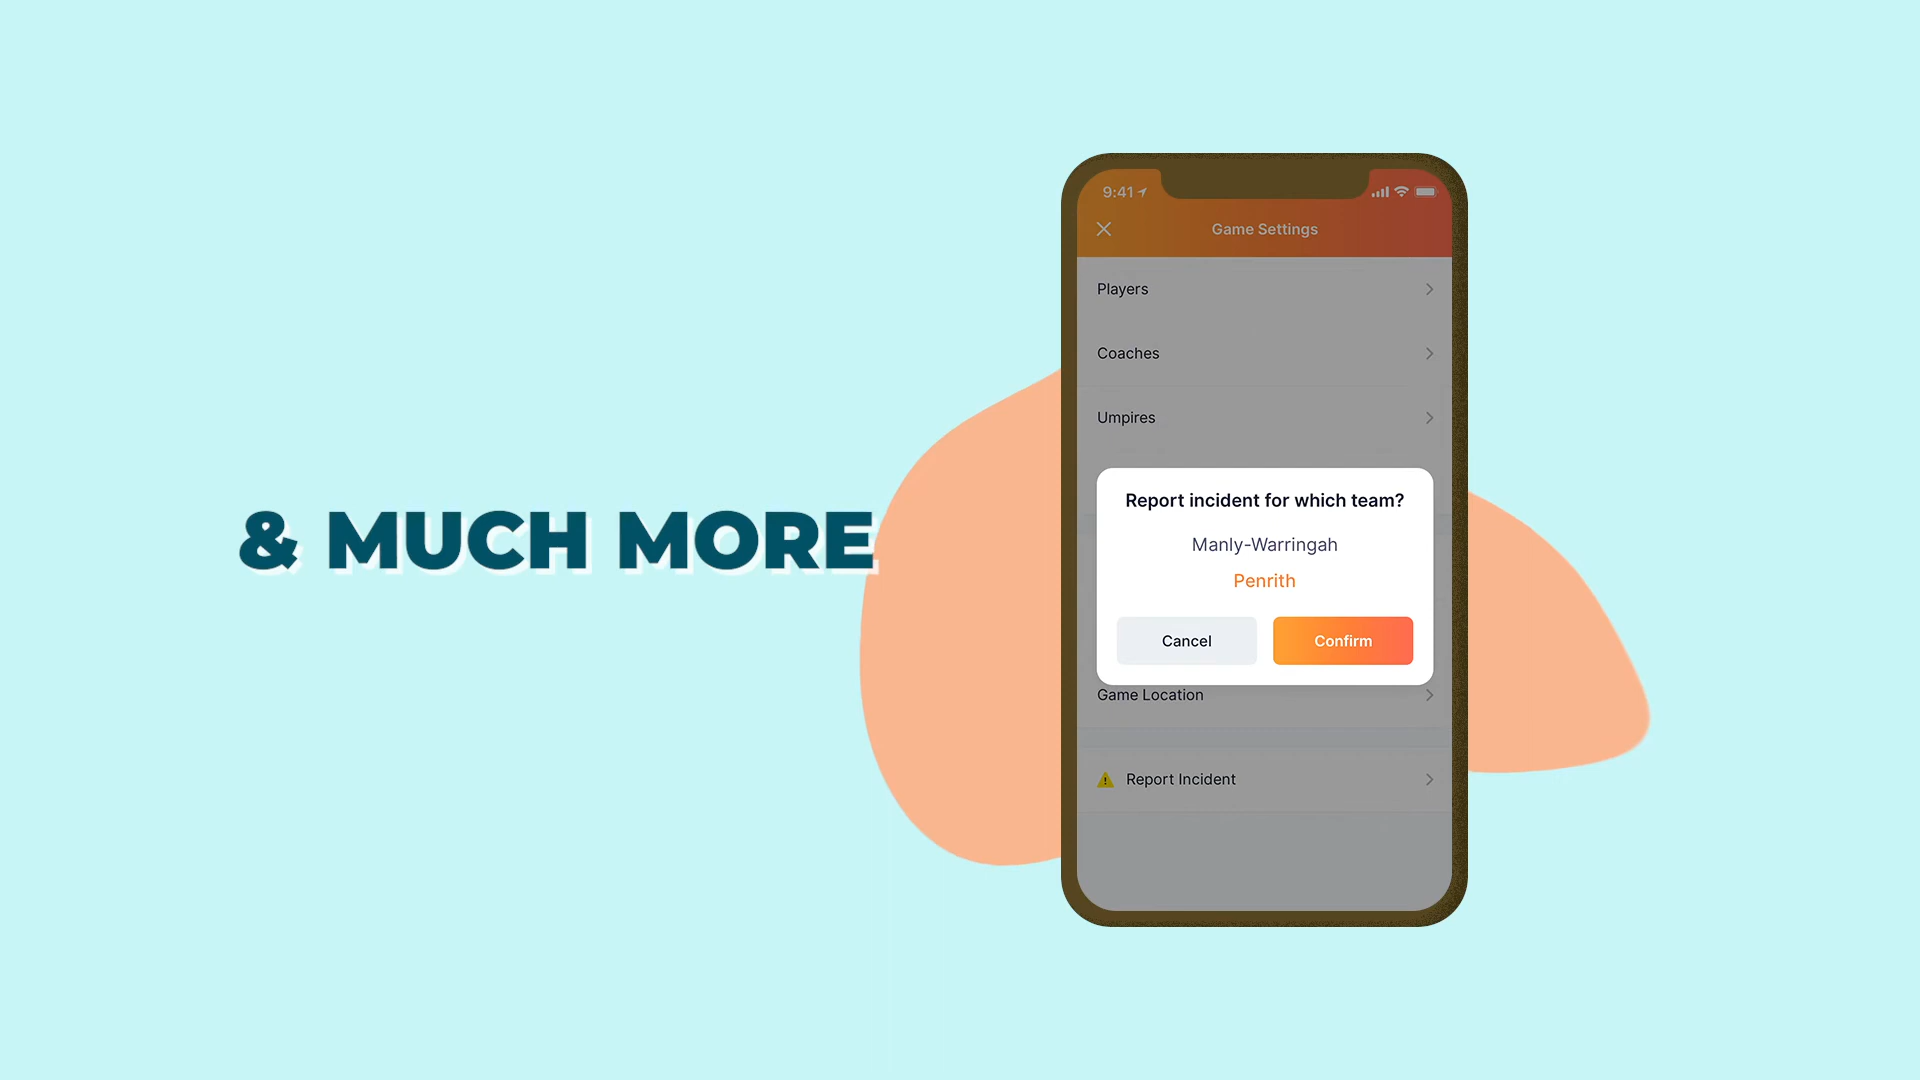 & MUCH MORE
9:41
Game Settings
Players
Coaches
Umpires
Report incident for which team?
Manly-Warringah
Penrith
Cancel
Confirm
Game Location
Report Incident